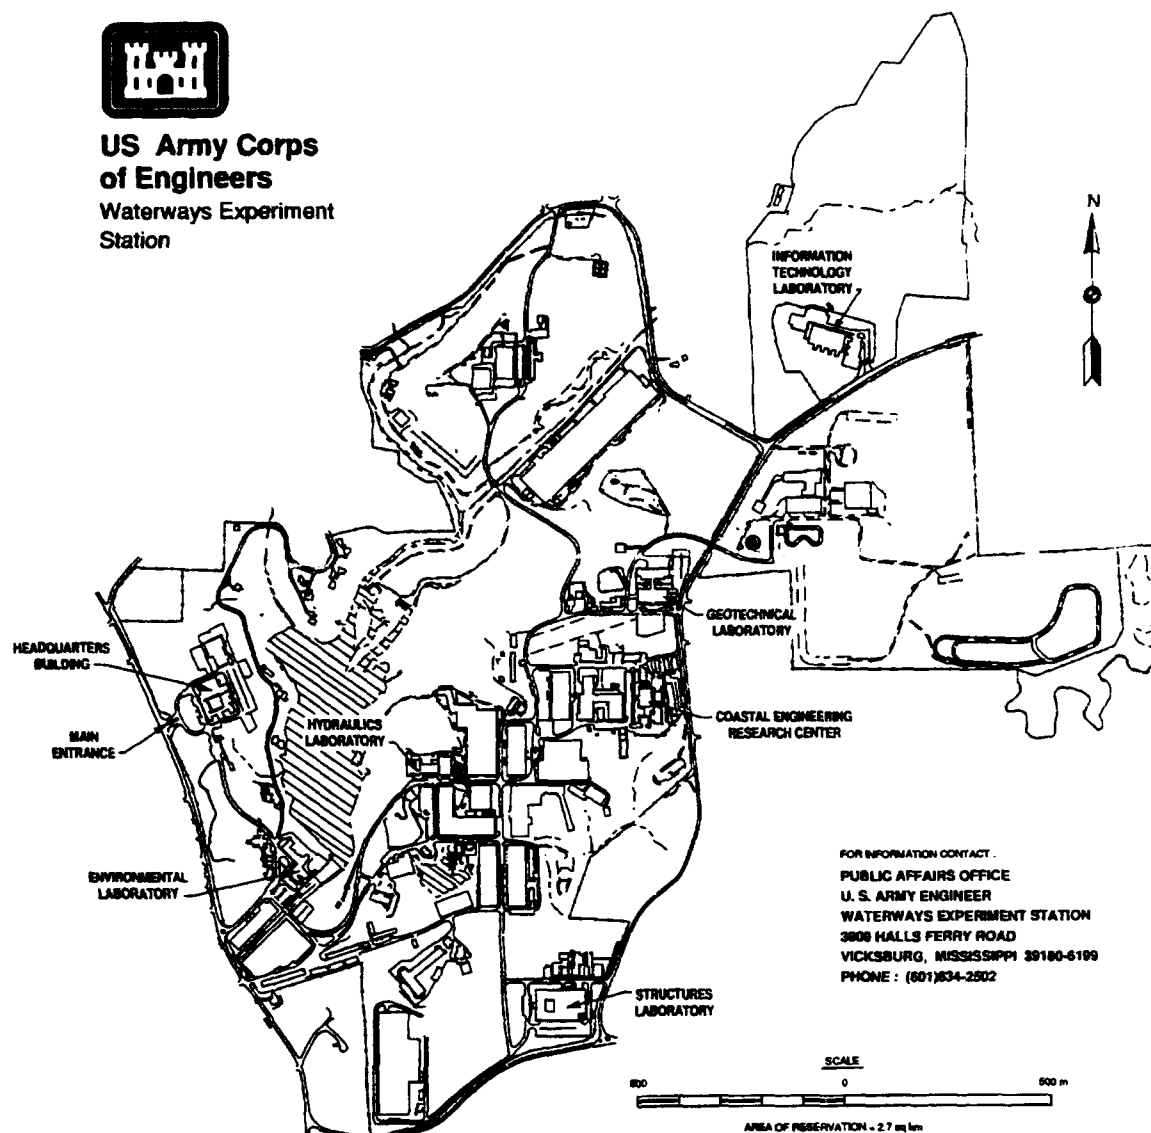 US Army Corps
of Engineers
Waterways Experiment
Station
N
INFORMATION
TECHNOLOGY
LABORATORY
GEOTECHNICAL
LABORATORY
HEADQUARTERS
BUILDING
MAIN
ENTRANCE
HYDRAULICS
LABORATORY
COASTAL ENGINEERING
RESEARCH CENTER
ENVIRONMENTAL
LABORATORY
STRUCTURES
LABORATORY
FOR INFORMATION CONTACT
PUBLIC AFFAIRS OFFICE
U. S. ARMY ENGINEER
WATERWAYS EXPERIMENT STATION
3909 HALLS FERRY ROAD
VICKSBURG, MISSISSIPPI 39180-6199
PHONE : (601)634-2502
SCALE
500 0 500 m
AREA OF RESERVATION = 2.7 sq km